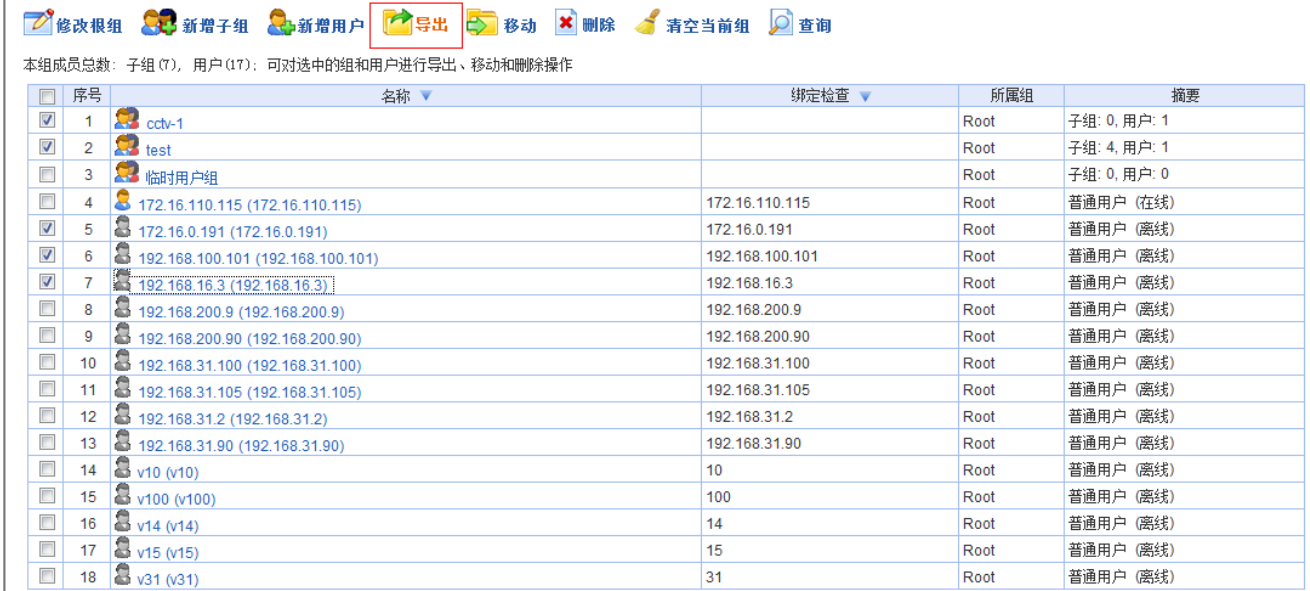 修改根组 新增子组 新增用户 导出 移动 删除 清空当前组 查询
本组成员总数: 子组(7), 用户(17); 可对选中的组和用户进行导出、移动和删除操作
序号 名称 绑定检查 所属组 摘要
1 cctv-1 Root 子组: 0, 用户: 1
2 test Root 子组: 4, 用户: 1
3 临时用户组 Root 子组: 0, 用户: 0
4 172.16.110.115 (172.16.110.115) 172.16.110.115 Root 普通用户 (在线)
5 172.16.0.191 (172.16.0.191) 172.16.0.191 Root 普通用户 (离线)
6 192.168.100.101 (192.168.100.101) 192.168.100.101 Root 普通用户 (离线)
7 192.168.16.3 (192.168.16.3) 192.168.16.3 Root 普通用户 (离线)
8 192.168.200.9 (192.168.200.9) 192.168.200.9 Root 普通用户 (离线)
9 192.168.200.90 (192.168.200.90) 192.168.200.90 Root 普通用户 (离线)
10 192.168.31.100 (192.168.31.100) 192.168.31.100 Root 普通用户 (离线)
11 192.168.31.105 (192.168.31.105) 192.168.31.105 Root 普通用户 (离线)
12 192.168.31.2 (192.168.31.2) 192.168.31.2 Root 普通用户 (离线)
13 192.168.31.90 (192.168.31.90) 192.168.31.90 Root 普通用户 (离线)
14 v10 (v10) 10 Root 普通用户 (离线)
15 v100 (v100) 100 Root 普通用户 (离线)
16 v14 (v14) 14 Root 普通用户 (离线)
17 v15 (v15) 15 Root 普通用户 (离线)
18 v31 (v31) 31 Root 普通用户 (离线)